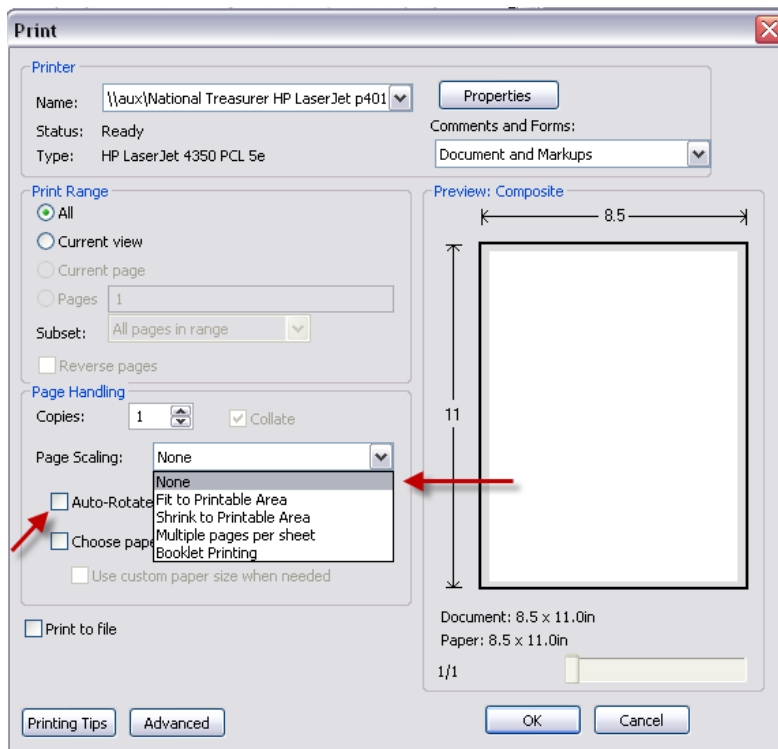 Print
Printer
Name: \\aux\National Treasurer HP LaserJet p401
Properties
Status: Ready
Comments and Forms:
Type: HP LaserJet 4350 PCL 5e
Document and Markups
Print Range
All
Current view
Current page
Pages 1
Subset: All pages in range
Reverse pages
Preview: Composite
8.5
11
Page Handling
Copies: 1 Collate
Page Scaling: None
None
Fit to Printable Area
Shrink to Printable Area
Multiple pages per sheet
Booklet Printing
Auto-Rotate
Choose pape
Use custom paper size when needed
Print to file
Document: 8.5 x 11.0in
Paper: 8.5 x 11.0in
1/1
Printing Tips
Advanced
OK
Cancel